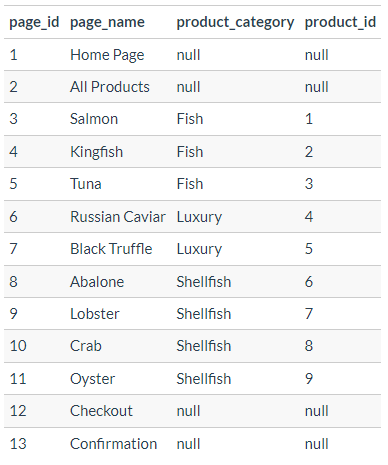 page_id page_name product_category product_id
1 Home Page null null
2 All Products null null
3 Salmon Fish 1
4 Kingfish Fish 2
5 Tuna Fish 3
6 Russian Caviar Luxury 4
7 Black Truffle Luxury 5
8 Abalone Shellfish 6
9 Lobster Shellfish 7
10 Crab Shellfish 8
11 Oyster Shellfish 9
12 Checkout null null
13 Confirmation null null